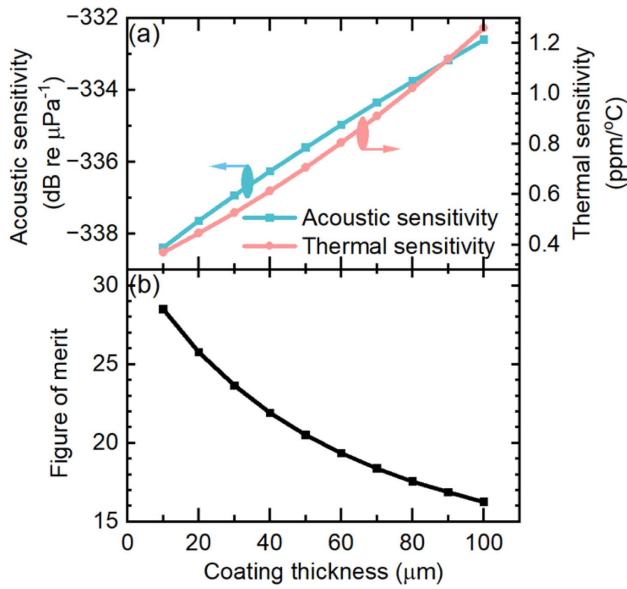 (a)
−332
−334
−336
−338
Acoustic sensitivity
(dB re μPa⁻¹)
1.2
1.0
0.8
0.6
0.4
Thermal sensitivity
(ppm/°C)
Acoustic sensitivity
Thermal sensitivity
(b)
30
25
20
15
Figure of merit
0 20 40 60 80 100
Coating thickness (μm)